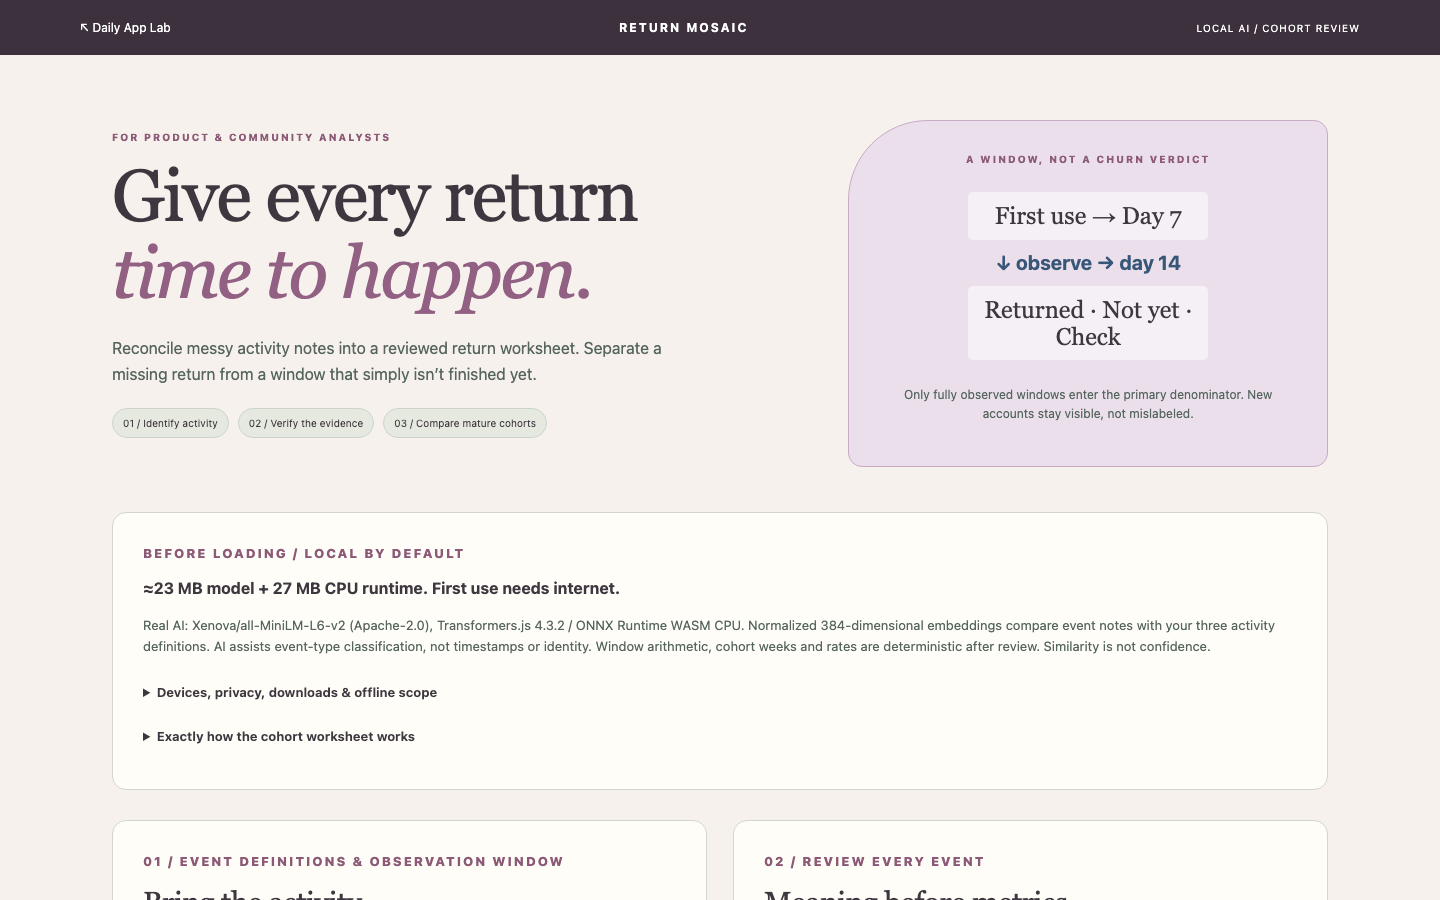 ↖ Daily App Lab
RETURN MOSAIC
LOCAL AI / COHORT REVIEW
FOR PRODUCT & COMMUNITY ANALYSTS
Give every return
time to happen.
Reconcile messy activity notes into a reviewed return worksheet. Separate a
missing return from a window that simply isn’t finished yet.
01 / Identify activity
02 / Verify the evidence
03 / Compare mature cohorts
A WINDOW, NOT A CHURN VERDICT
First use → Day 7
↓ observe → day 14
Returned · Not yet ·
Check
Only fully observed windows enter the primary denominator. New
accounts stay visible, not mislabeled.
BEFORE LOADING / LOCAL BY DEFAULT
≈23 MB model + 27 MB CPU runtime. First use needs internet.
Real AI: Xenova/all-MiniLM-L6-v2 (Apache-2.0), Transformers.js 4.3.2 / ONNX Runtime WASM CPU. Normalized 384-dimensional embeddings compare event notes with your three activity
definitions. AI assists event-type classification, not timestamps or identity. Window arithmetic, cohort weeks and rates are deterministic after review. Similarity is not confidence.
▶ Devices, privacy, downloads & offline scope
▶ Exactly how the cohort worksheet works
01 / EVENT DEFINITIONS & OBSERVATION WINDOW
Bring the activity
02 / REVIEW EVERY EVENT
Meaning before metrics